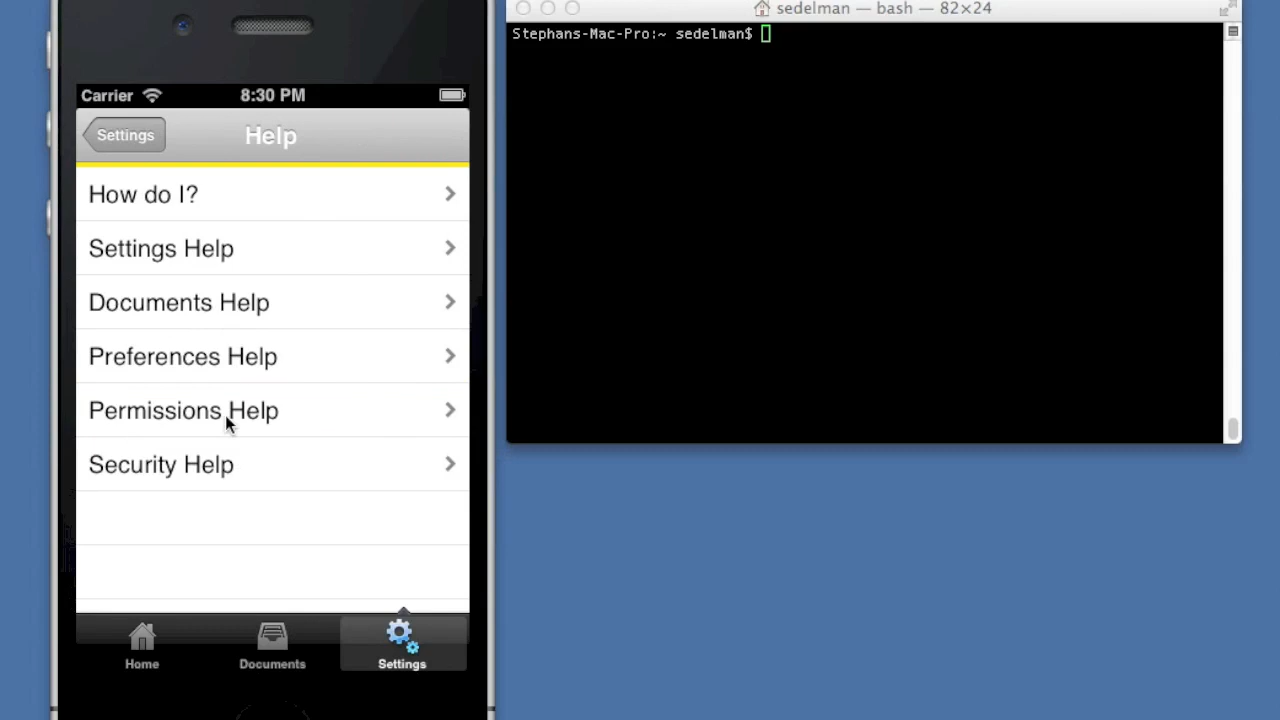 Carrier 8:30 PM
Settings Help
How do I?
Settings Help
Documents Help
Preferences Help
Permissions Help
Security Help
Home Documents Settings
sedelman — bash — 82×24
Stephans-Mac-Pro:~ sedelman$